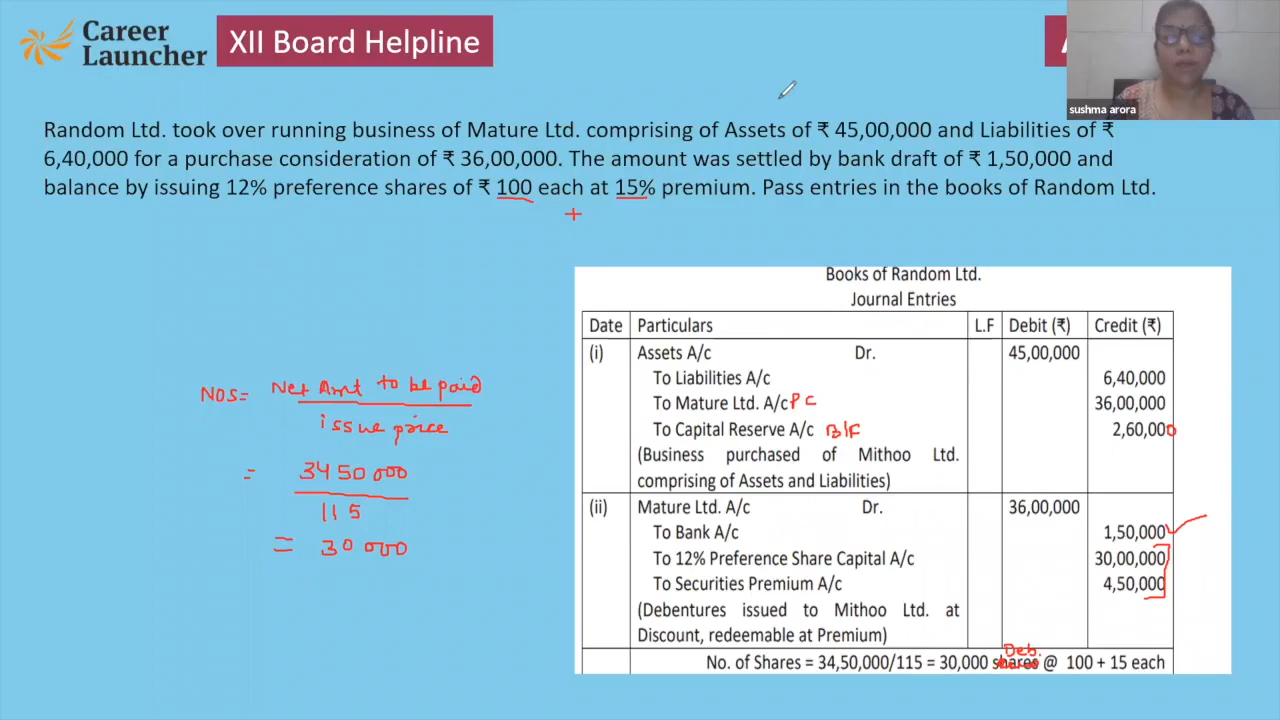 Career
Launcher
XII Board Helpline
sushma arora
Random Ltd. took over running business of Mature Ltd. comprising of Assets of ₹ 45,00,000 and Liabilities of ₹
6,40,000 for a purchase consideration of ₹ 36,00,000. The amount was settled by bank draft of ₹ 1,50,000 and
balance by issuing 12% preference shares of ₹ 100 each at 15% premium. Pass entries in the books of Random Ltd.
+
NOS= Net Amt to be paid
issue price
= 3450000
115
= 30000
Books of Random Ltd.
Journal Entries
Date Particulars L.F Debit (₹) Credit (₹)
(i) Assets A/c Dr. 45,00,000
To Liabilities A/c 6,40,000
To Mature Ltd. A/c PC 36,00,000
To Capital Reserve A/c B/F 2,60,000
(Business purchased of Mithoo Ltd.
comprising of Assets and Liabilities)
(ii) Mature Ltd. A/c Dr. 36,00,000
To Bank A/c 1,50,000
To 12% Preference Share Capital A/c 30,00,000
To Securities Premium A/c 4,50,000
(Debentures issued to Mithoo Ltd. at
Discount, redeemable at Premium)
Deb.
No. of Shares = 34,50,000/115 = 30,000 shares @ 100 + 15 each